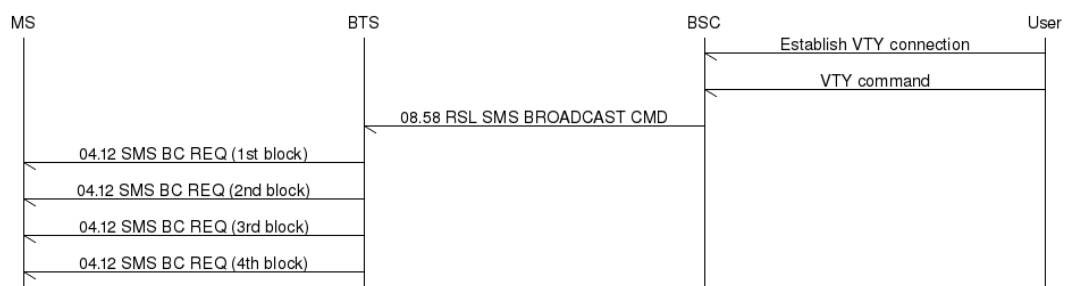 MS BTS BSC User
Establish VTY connection
VTY command
08.58 RSL SMS BROADCAST CMD
04.12 SMS BC REQ (1st block)
04.12 SMS BC REQ (2nd block)
04.12 SMS BC REQ (3rd block)
04.12 SMS BC REQ (4th block)